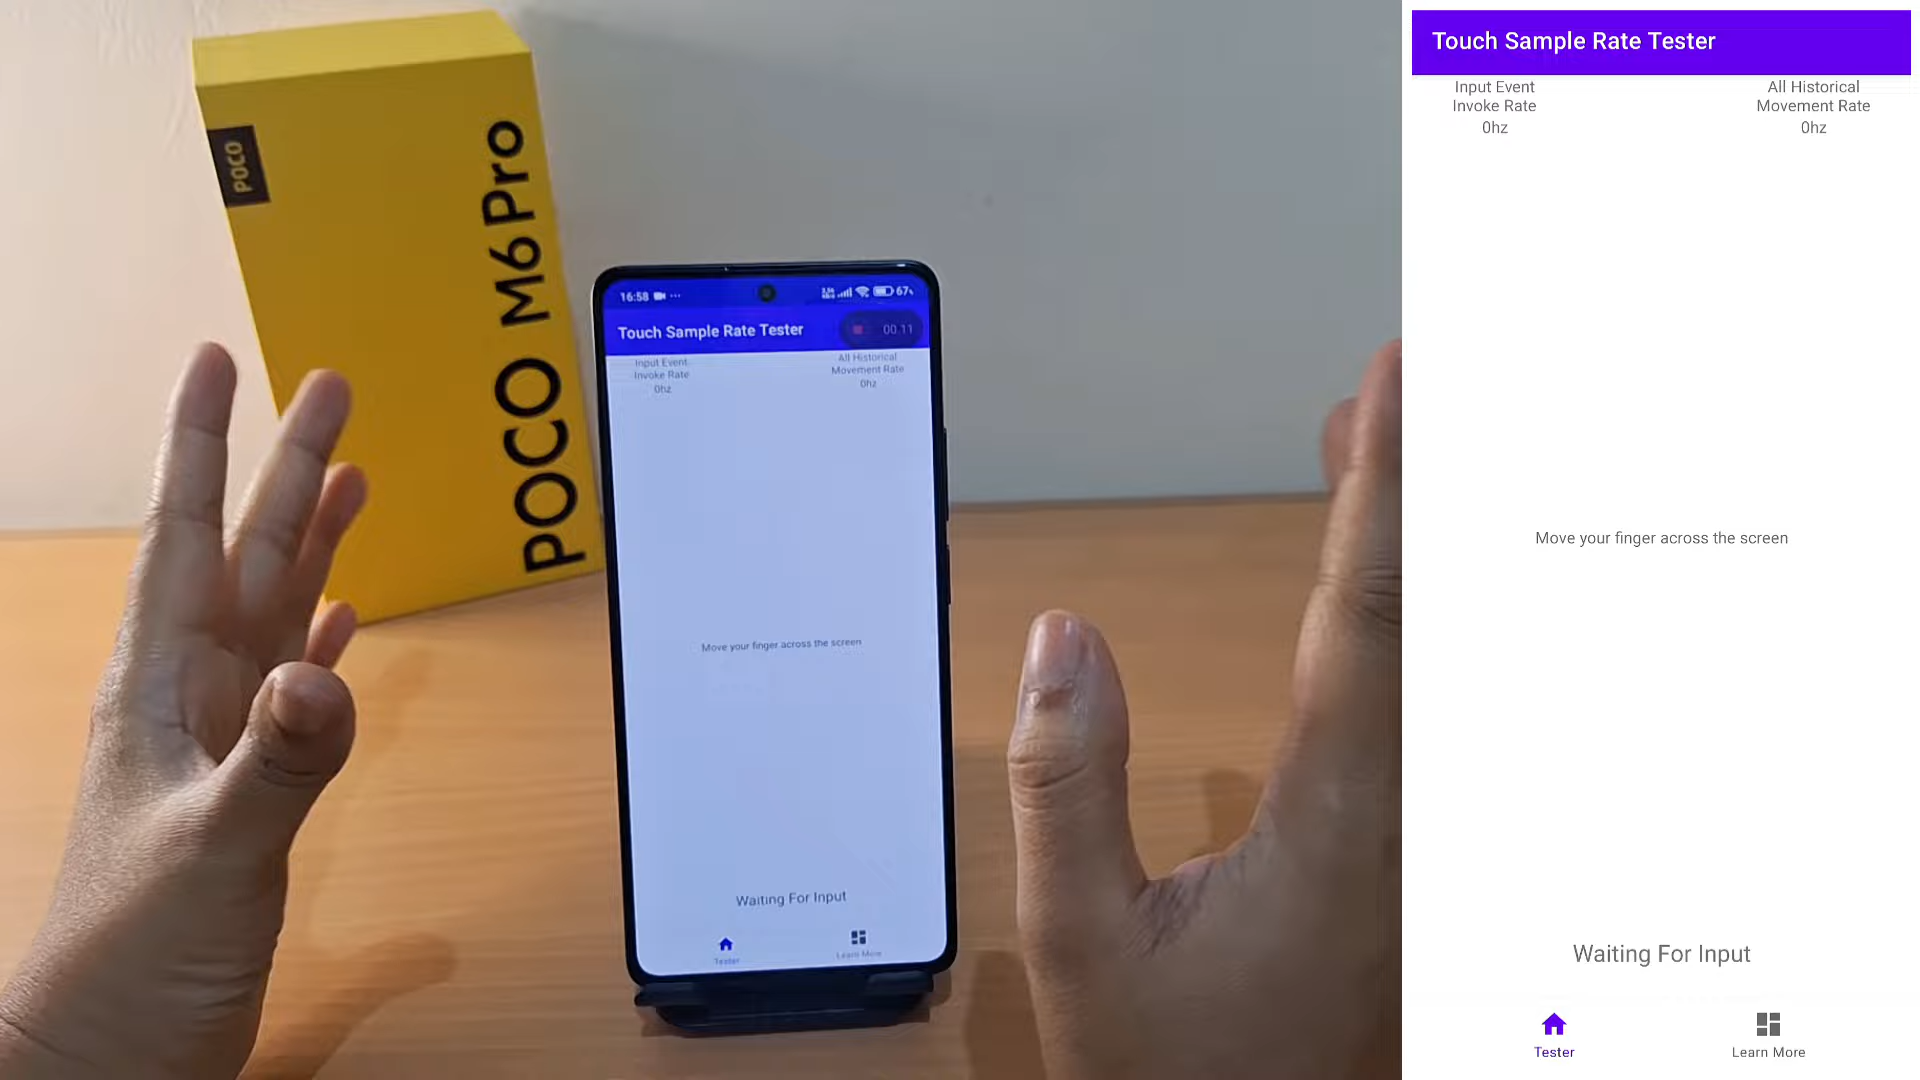 POCO
POCO M6 Pro
16:58
67
Touch Sample Rate Tester
00.11
Input Event
Invoke Rate
0hz
All Historical
Movement Rate
0hz
Move your finger across the screen
Waiting For Input
Tester
Learn More
Touch Sample Rate Tester
Input Event
Invoke Rate
0hz
All Historical
Movement Rate
0hz
Move your finger across the screen
Waiting For Input
Tester
Learn More